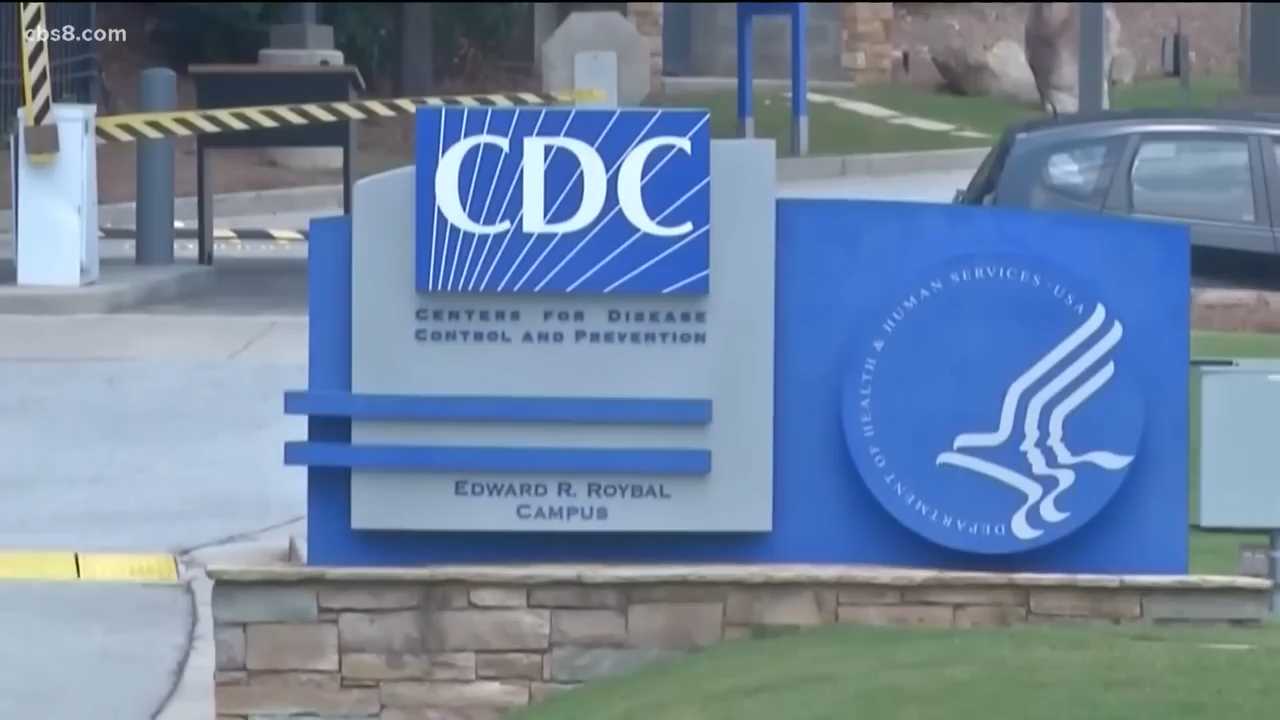 cbs8.com
CDC
CENTERS FOR DISEASE
CONTROL AND PREVENTION
EDWARD R. ROYBAL
CAMPUS
DEPARTMENT OF HEALTH & HUMAN SERVICES · USA